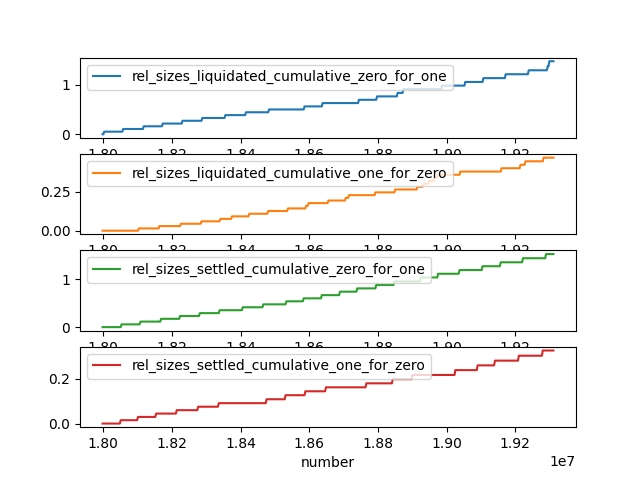 rel_sizes_liquidated_cumulative_zero_for_one
1
0
1.80 1.82 1.84 1.86 1.88 1.90 1.92
rel_sizes_liquidated_cumulative_one_for_zero
0.25
0.00
1.80 1.82 1.84 1.86 1.88 1.90 1.92
rel_sizes_settled_cumulative_zero_for_one
1
0
1.80 1.82 1.84 1.86 1.88 1.90 1.92
rel_sizes_settled_cumulative_one_for_zero
0.2
0.0
1.80 1.82 1.84 1.86 1.88 1.90 1.92
number
1e7